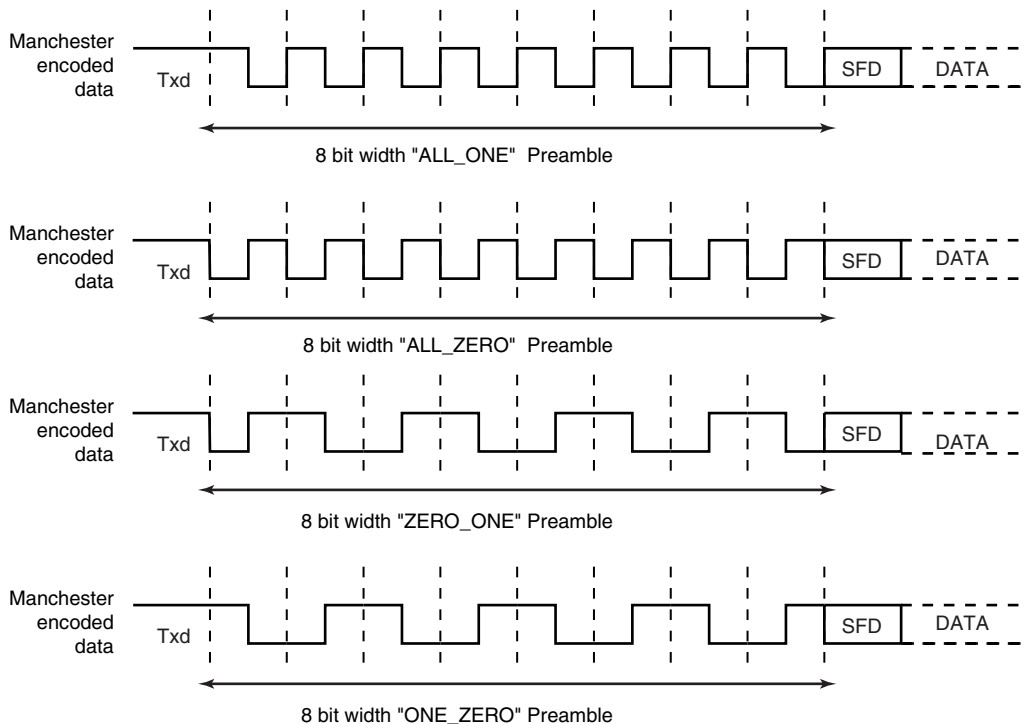 Manchester
encoded
data
Txd
SFD
DATA
8 bit width "ALL_ONE" Preamble
Manchester
encoded
data
Txd
SFD
DATA
8 bit width "ALL_ZERO" Preamble
Manchester
encoded
data
Txd
SFD
DATA
8 bit width "ZERO_ONE" Preamble
Manchester
encoded
data
Txd
SFD
DATA
8 bit width "ONE_ZERO" Preamble